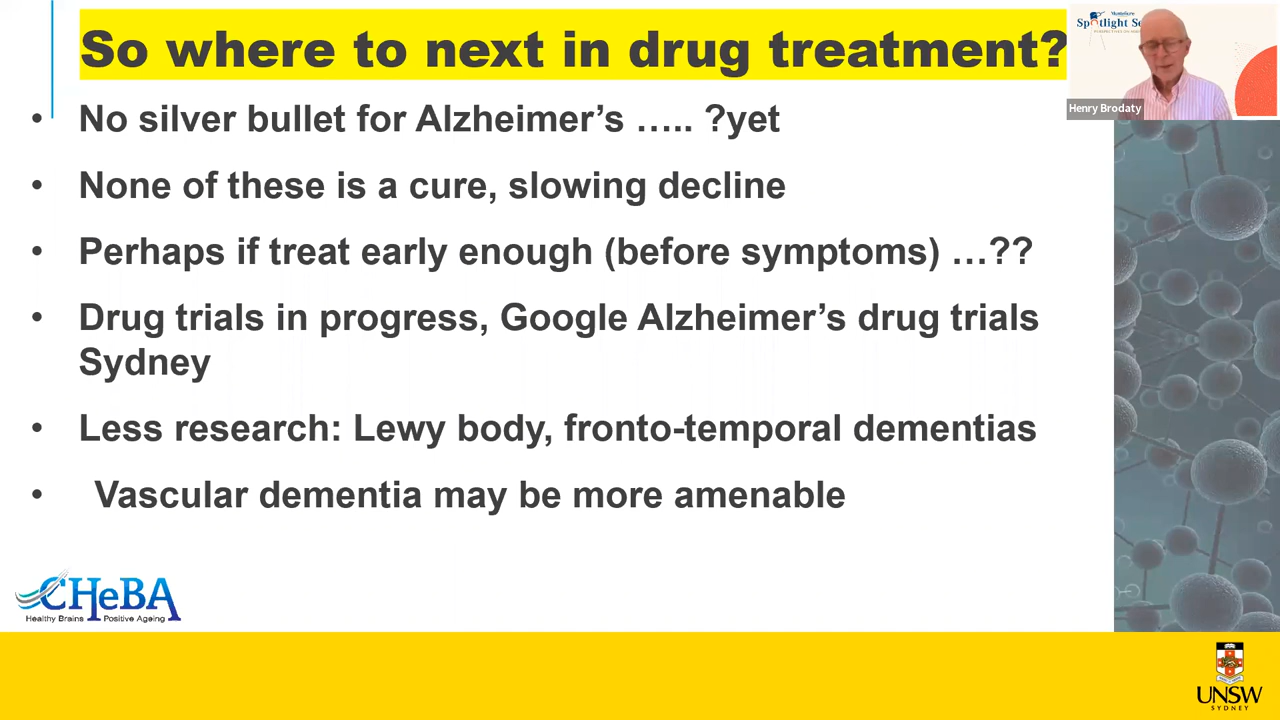 So where to next in drug treatment?
• No silver bullet for Alzheimer’s ….. ?yet
• None of these is a cure, slowing decline
• Perhaps if treat early enough (before symptoms) …??
• Drug trials in progress, Google Alzheimer’s drug trials
Sydney
• Less research: Lewy body, fronto-temporal dementias
• Vascular dementia may be more amenable
Spotlight
Henry Brodaty
CHeBA
Healthy Brains Positive Ageing
UNSW
SYDNEY